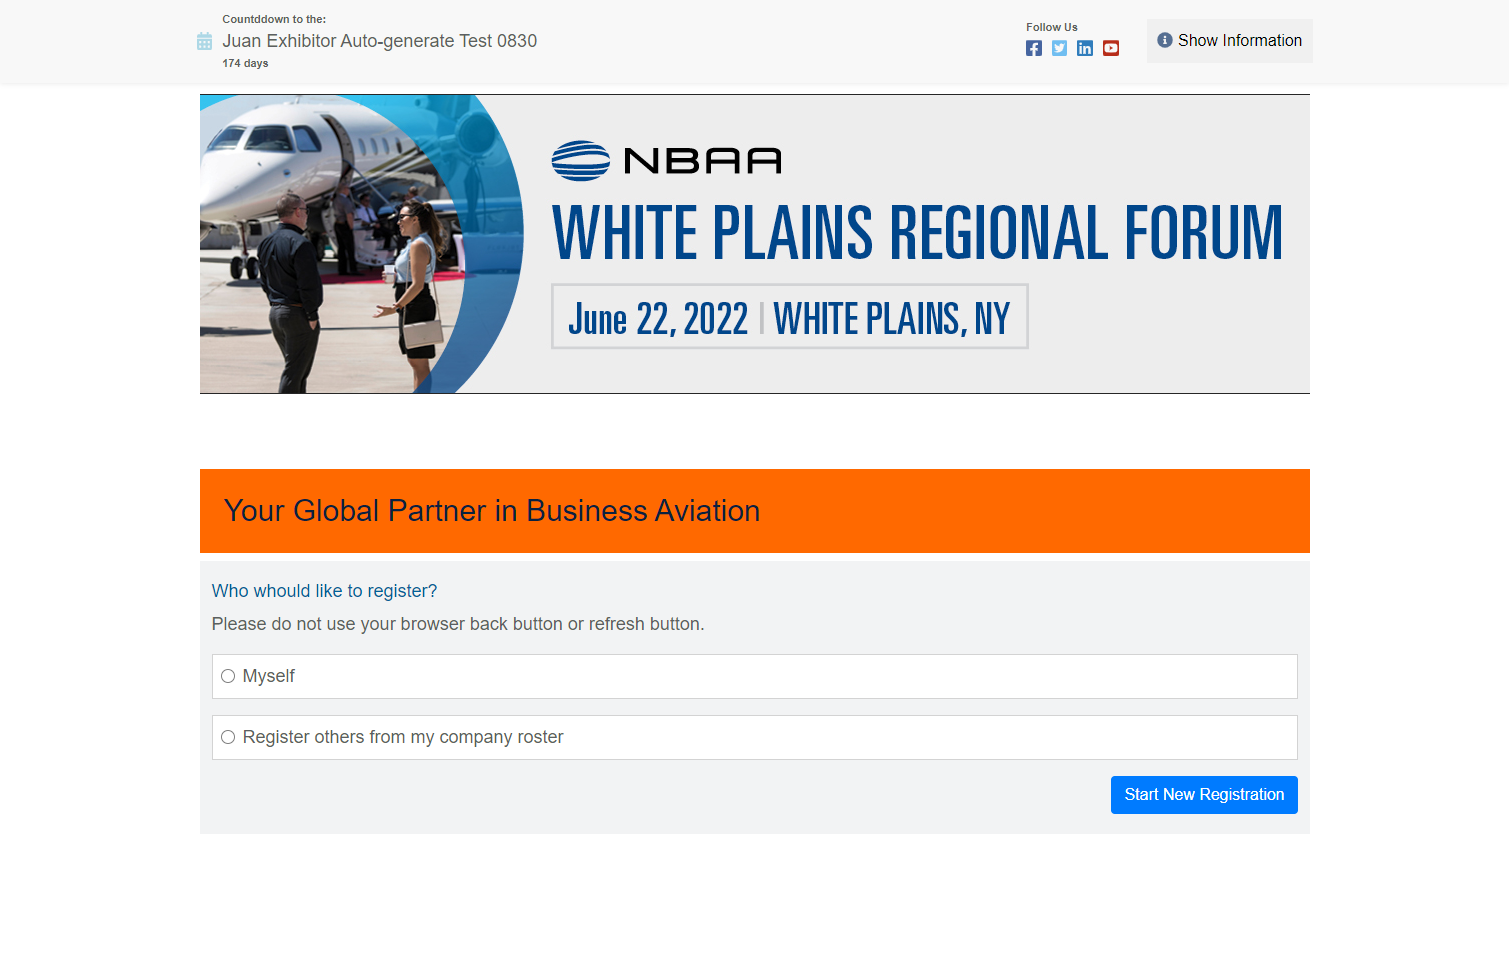 Countddown to the:
Juan Exhibitor Auto-generate Test 0830
174 days
Follow Us
Show Information
NBAA
WHITE PLAINS REGIONAL FORUM
June 22, 2022 | WHITE PLAINS, NY
Your Global Partner in Business Aviation
Who whould like to register?
Please do not use your browser back button or refresh button.
Myself
Register others from my company roster
Start New Registration